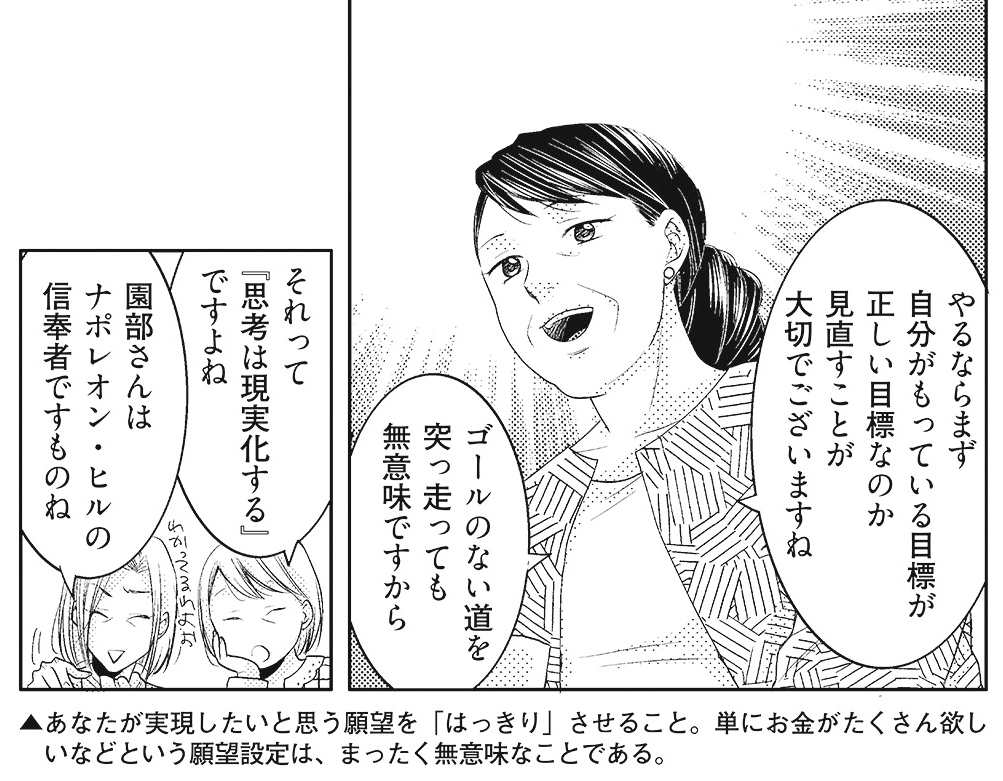 やるならまず
自分がもっている目標が
正しい目標なのか
見直すことが
大切でございますね
ゴールのない道を
突っ走っても
無意味ですから
それって
『思考は現実化する』
ですよね
園部さんは
ナポレオン・ヒルの
信奉者ですものね
わかってるわよぉ
▲あなたが実現したいと思う願望を「はっきり」させること。単にお金がたくさん欲し
いなどという願望設定は、まったく無意味なことである。